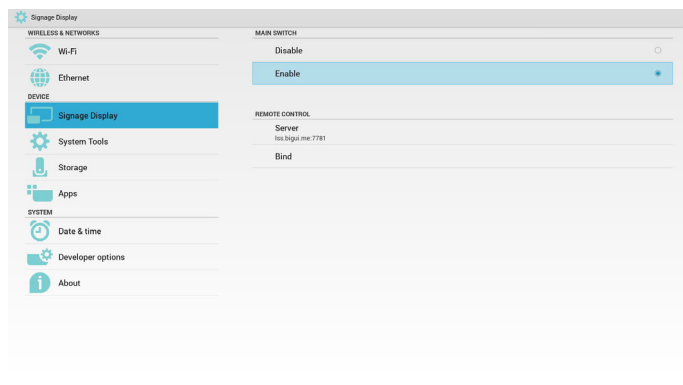 Signage Display
WIRELESS & NETWORKS
Wi-Fi
Ethernet
DEVICE
Signage Display
System Tools
Storage
Apps
SYSTEM
Date & time
Developer options
About
MAIN SWITCH
Disable
Enable
REMOTE CONTROL
Server
lss.bigui.me:7781
Bind